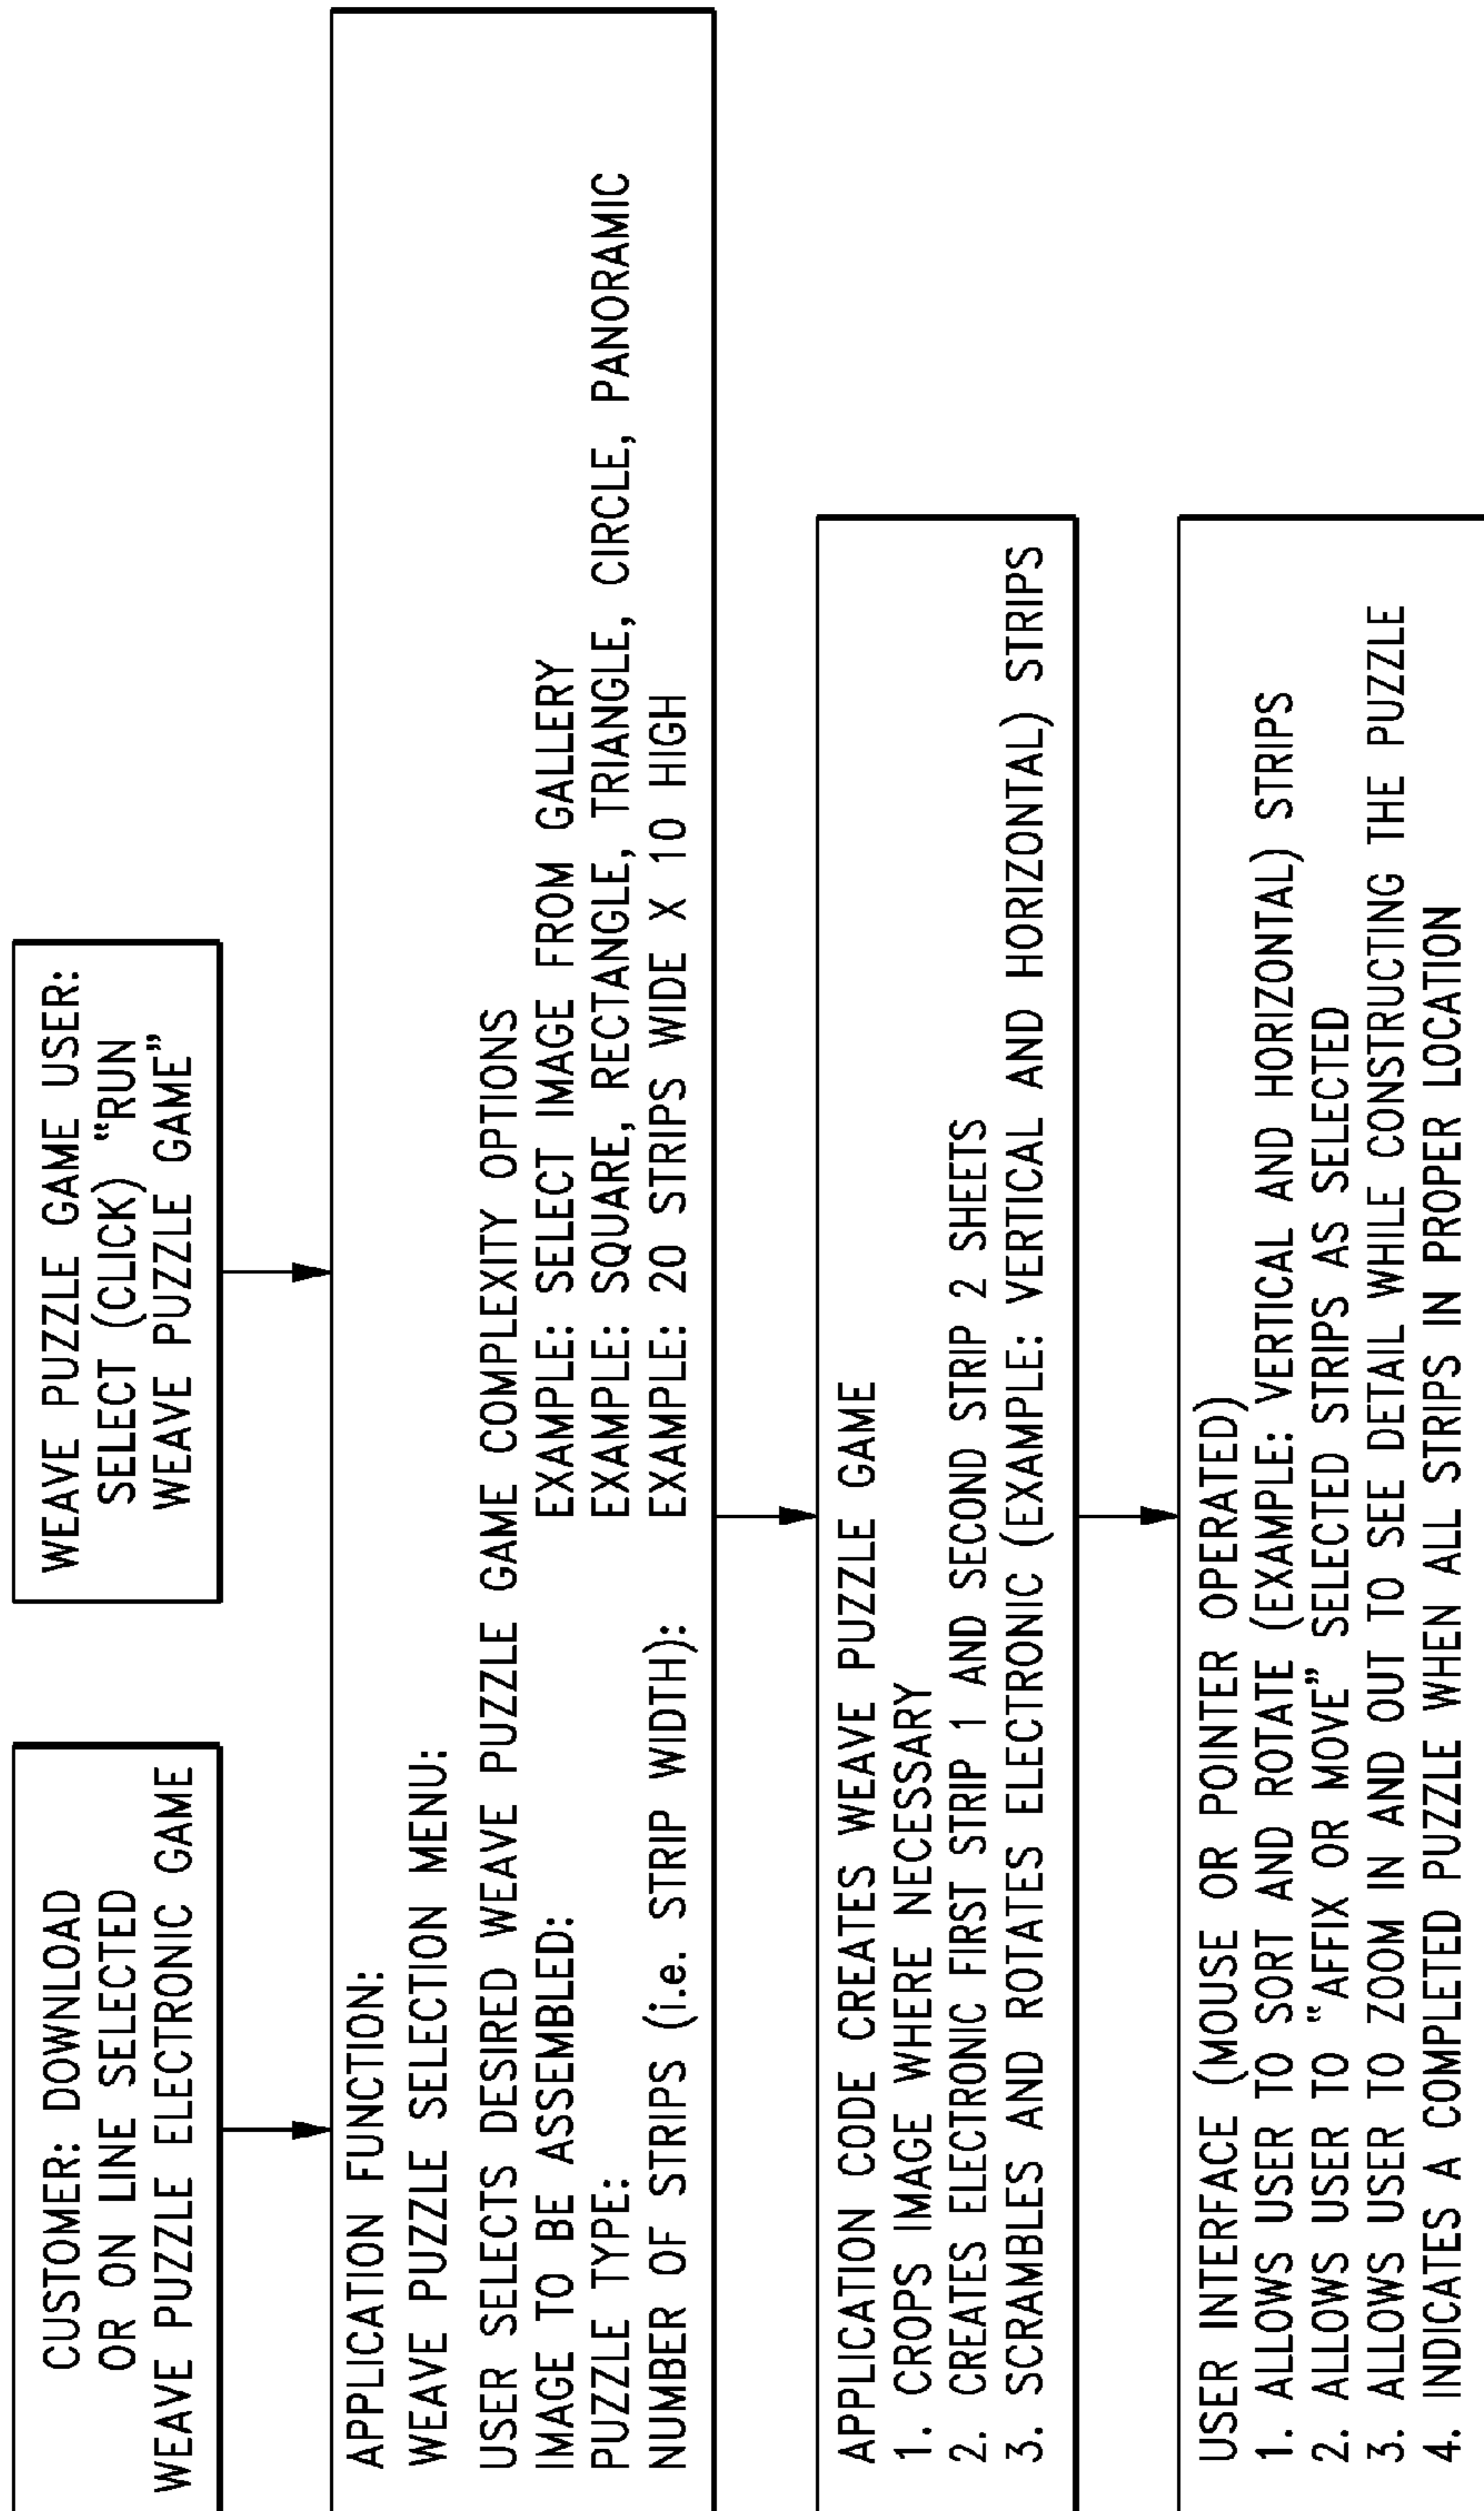 CUSTOMER: DOWNLOAD
OR ON LINE SELECTED
WEAVE PUZZLE ELECTRONIC GAME
WEAVE PUZZLE GAME USER:
SELECT (CLICK) “RUN
WEAVE PUZZLE GAME”
APPLICATION FUNCTION:
WEAVE PUZZLE SELECTION MENU:
USER SELECTS DESIRED WEAVE PUZZLE GAME COMPLEXITY OPTIONS
IMAGE TO BE ASSEMBLED: EXAMPLE: SELECT IMAGE FROM GALLERY
PUZZLE TYPE: EXAMPLE: SQUARE, RECTANGLE, TRIANGLE, CIRCLE, PANORAMIC
NUMBER OF STRIPS (i.e. STRIP WIDTH): EXAMPLE: 20 STRIPS WIDE X 10 HIGH
APPLICATION CODE CREATES WEAVE PUZZLE GAME
1. CROPS IMAGE WHERE NECESSARY
2. CREATES ELECTRONIC FIRST STRIP 1 AND SECOND STRIP 2 SHEETS
3. SCRAMBLES AND ROTATES ELECTRONIC (EXAMPLE: VERTICAL AND HORIZONTAL) STRIPS
USER INTERFACE (MOUSE OR POINTER OPERATED)
1. ALLOWS USER TO SORT AND ROTATE (EXAMPLE: VERTICAL AND HORIZONTAL) STRIPS
2. ALLOWS USER TO “AFFIX OR MOVE” SELECTED STRIPS AS SELECTED
3. ALLOWS USER TO ZOOM IN AND OUT TO SEE DETAIL WHILE CONSTRUCTING THE PUZZLE
4. INDICATES A COMPLETED PUZZLE WHEN ALL STRIPS IN PROPER LOCATION